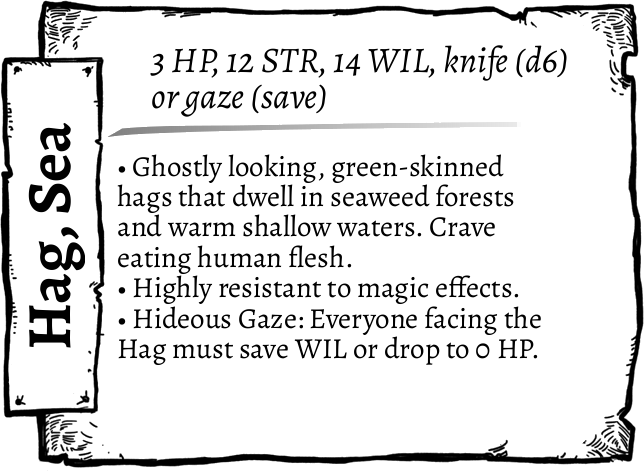 Hag, Sea
3 HP, 12 STR, 14 WIL, knife (d6)
or gaze (save)
• Ghostly looking, green-skinned
hags that dwell in seaweed forests
and warm shallow waters. Crave
eating human flesh.
• Highly resistant to magic effects.
• Hideous Gaze: Everyone facing the
Hag must save WIL or drop to 0 HP.